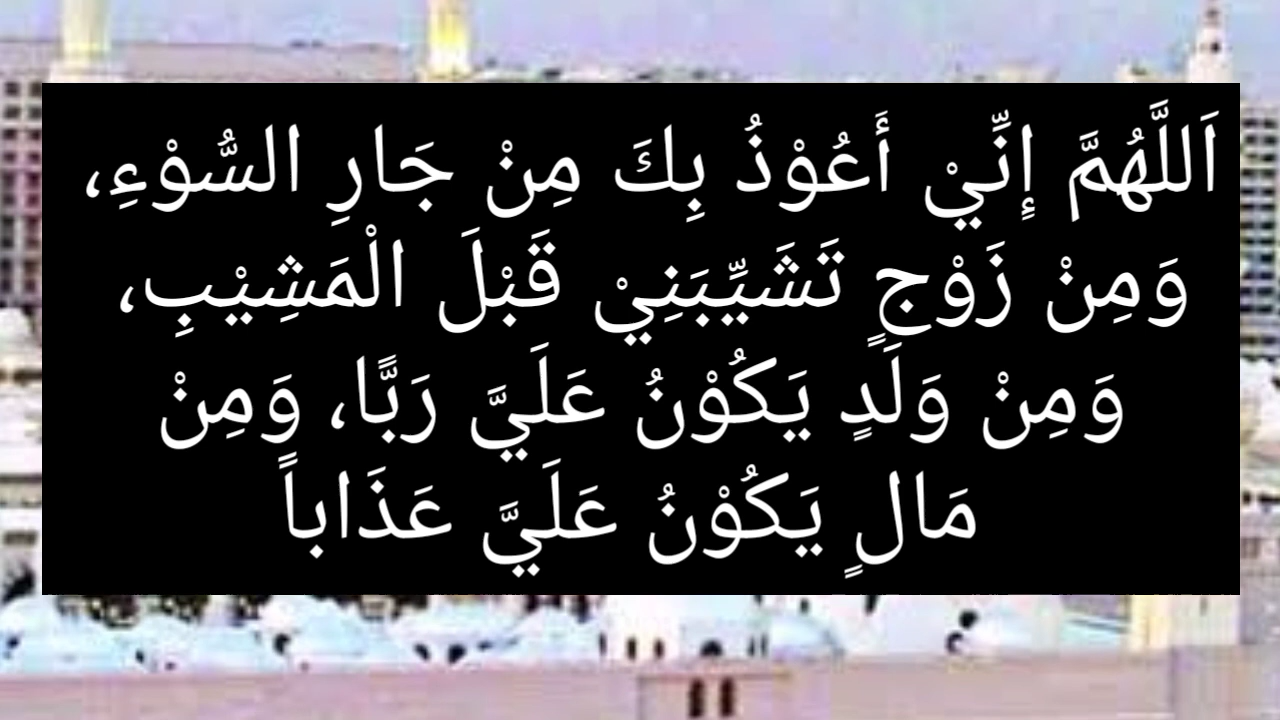 اَللَّهُمَّ إِنِّيْ أَعُوْذُ بِكَ مِنْ جَارِ السُّوْءِ،
وَمِنْ زَوْجٍ تَشَيِّبَنِيْ قَبْلَ الْمَشِيْبِ،
وَمِنْ وَلَدٍ يَكُوْنُ عَلَيَّ رَبًّا، وَمِنْ
مَالٍ يَكُوْنُ عَلَيَّ عَذَاباً